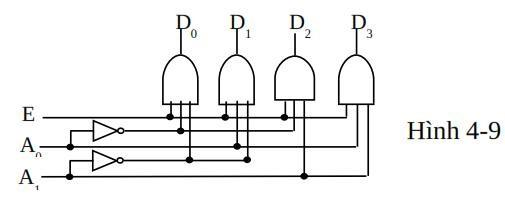 D₀ D₁ D₂ D₃
E
A₀
Hình 4-9
A₁